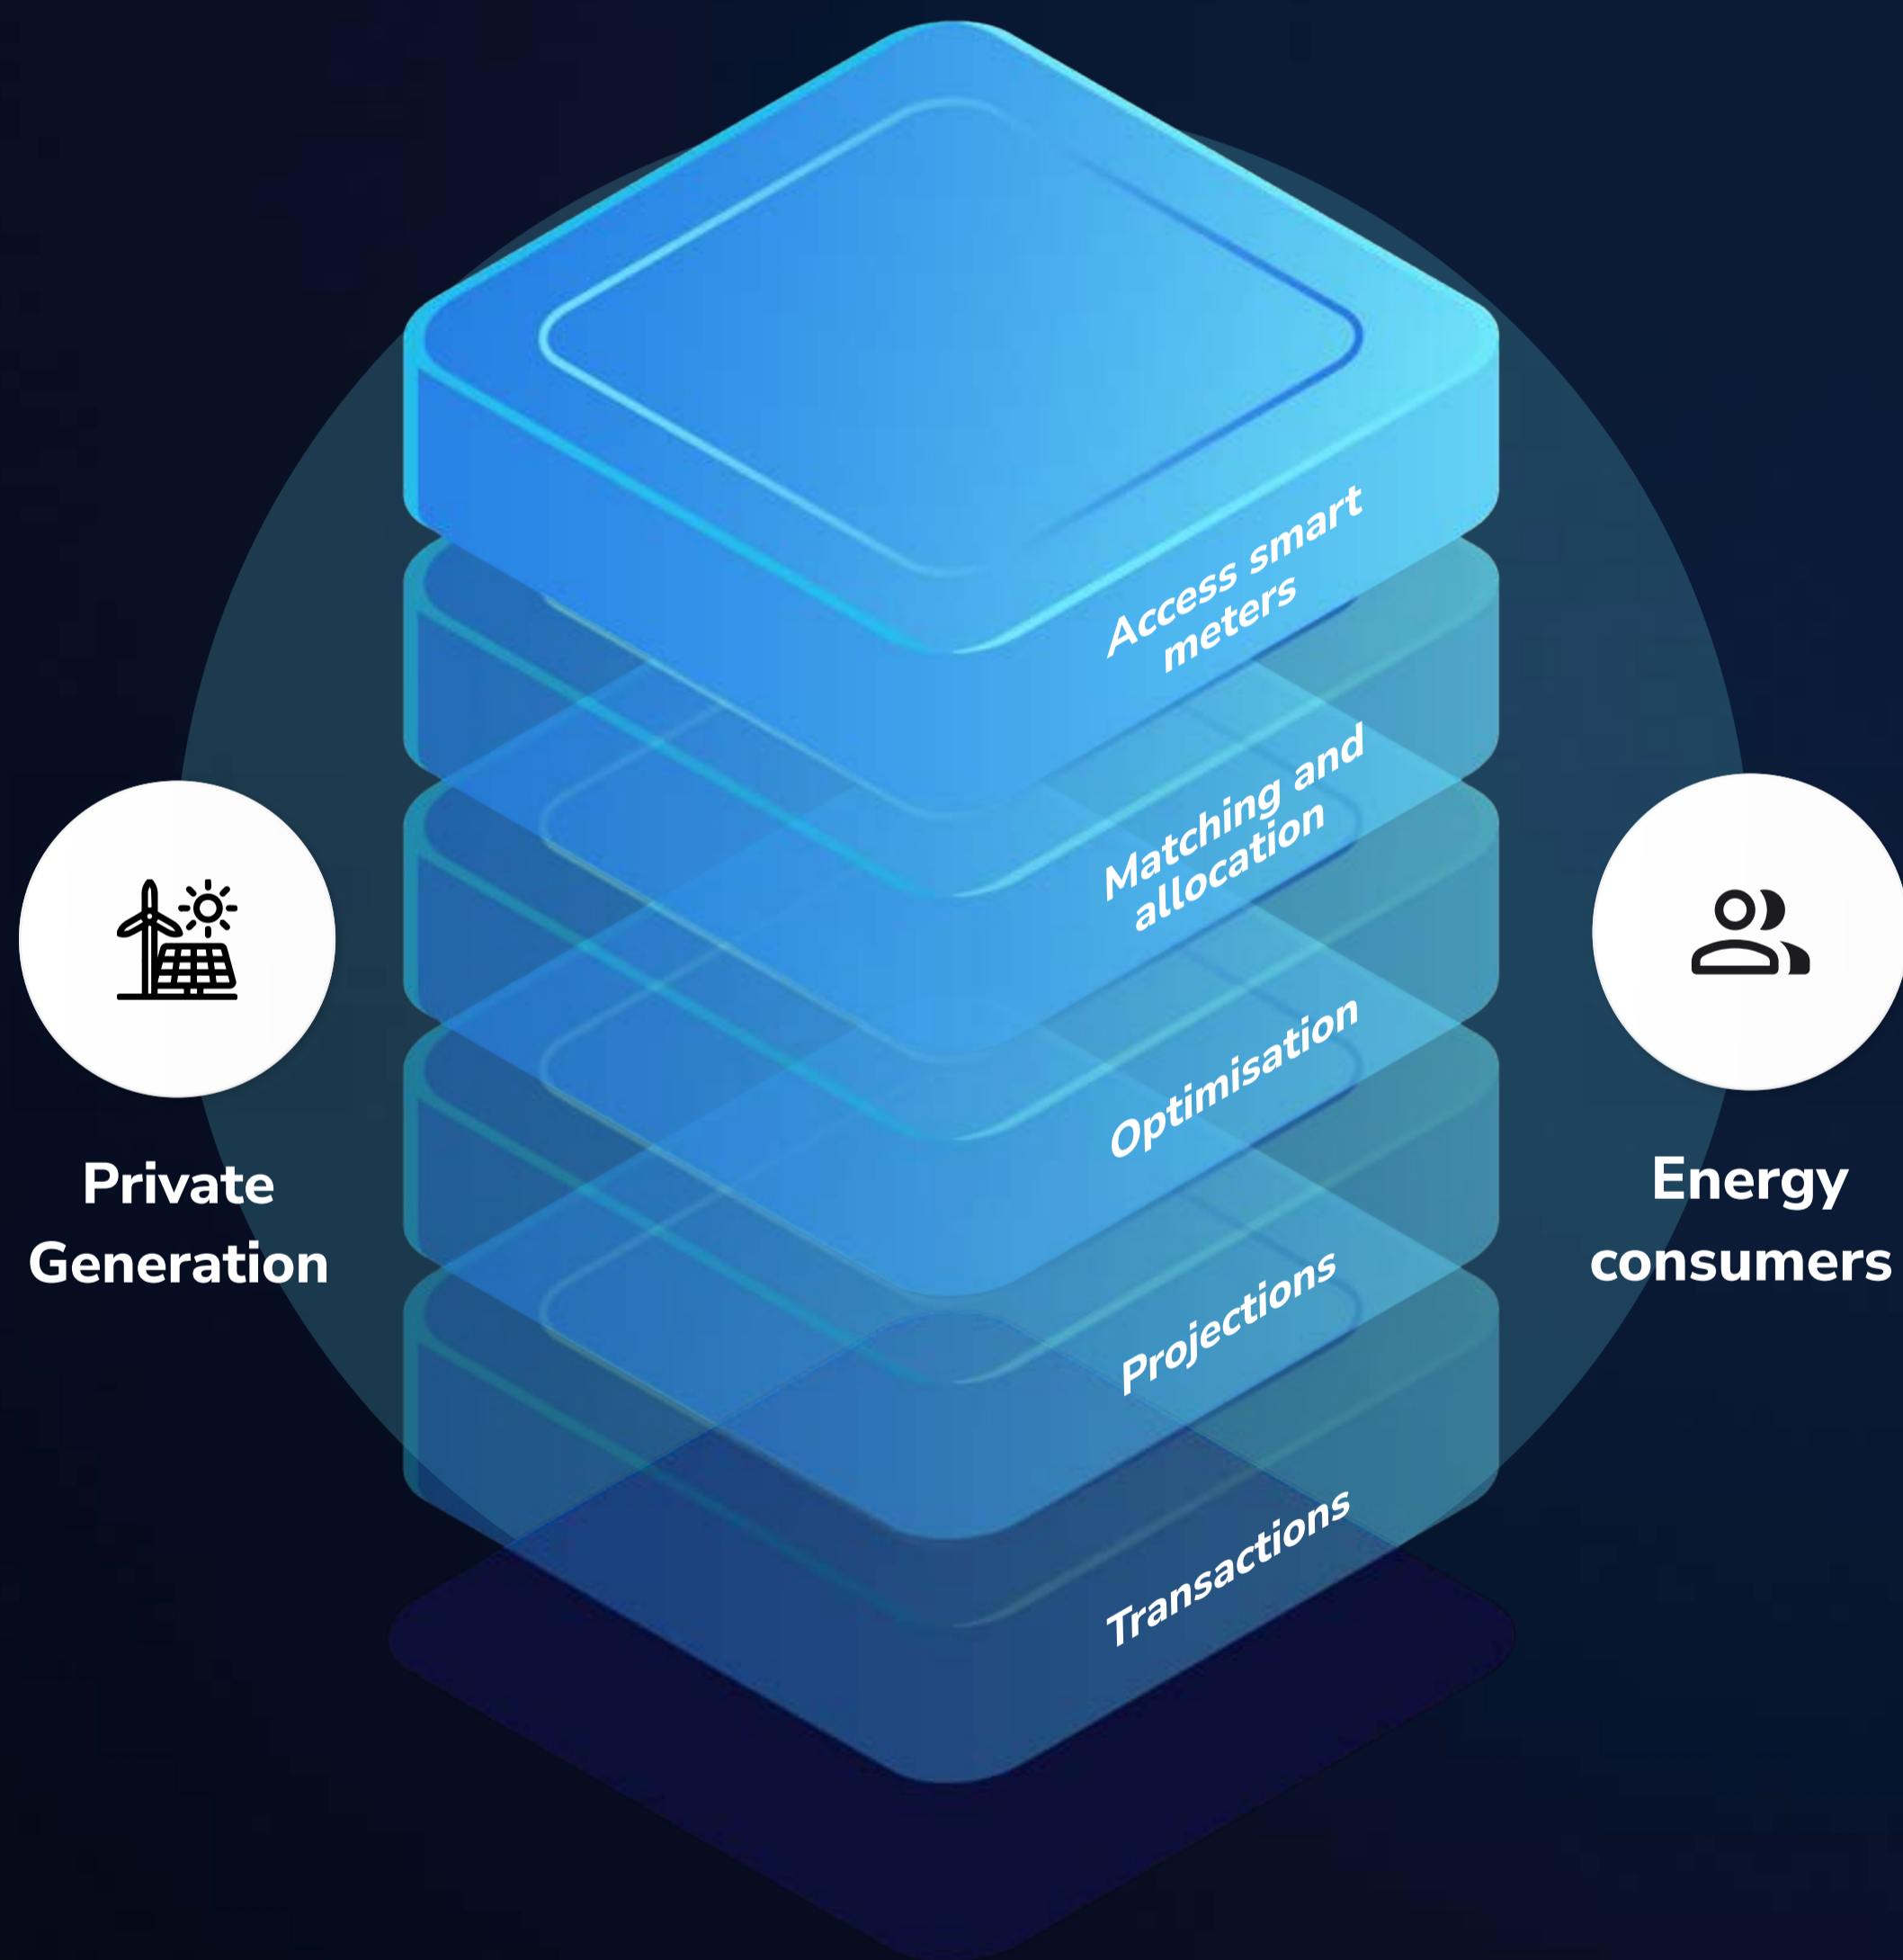 Access smart
meters
Matching and
allocation
Optimisation
Projections
Transactions
Private
Generation
Energy
consumers